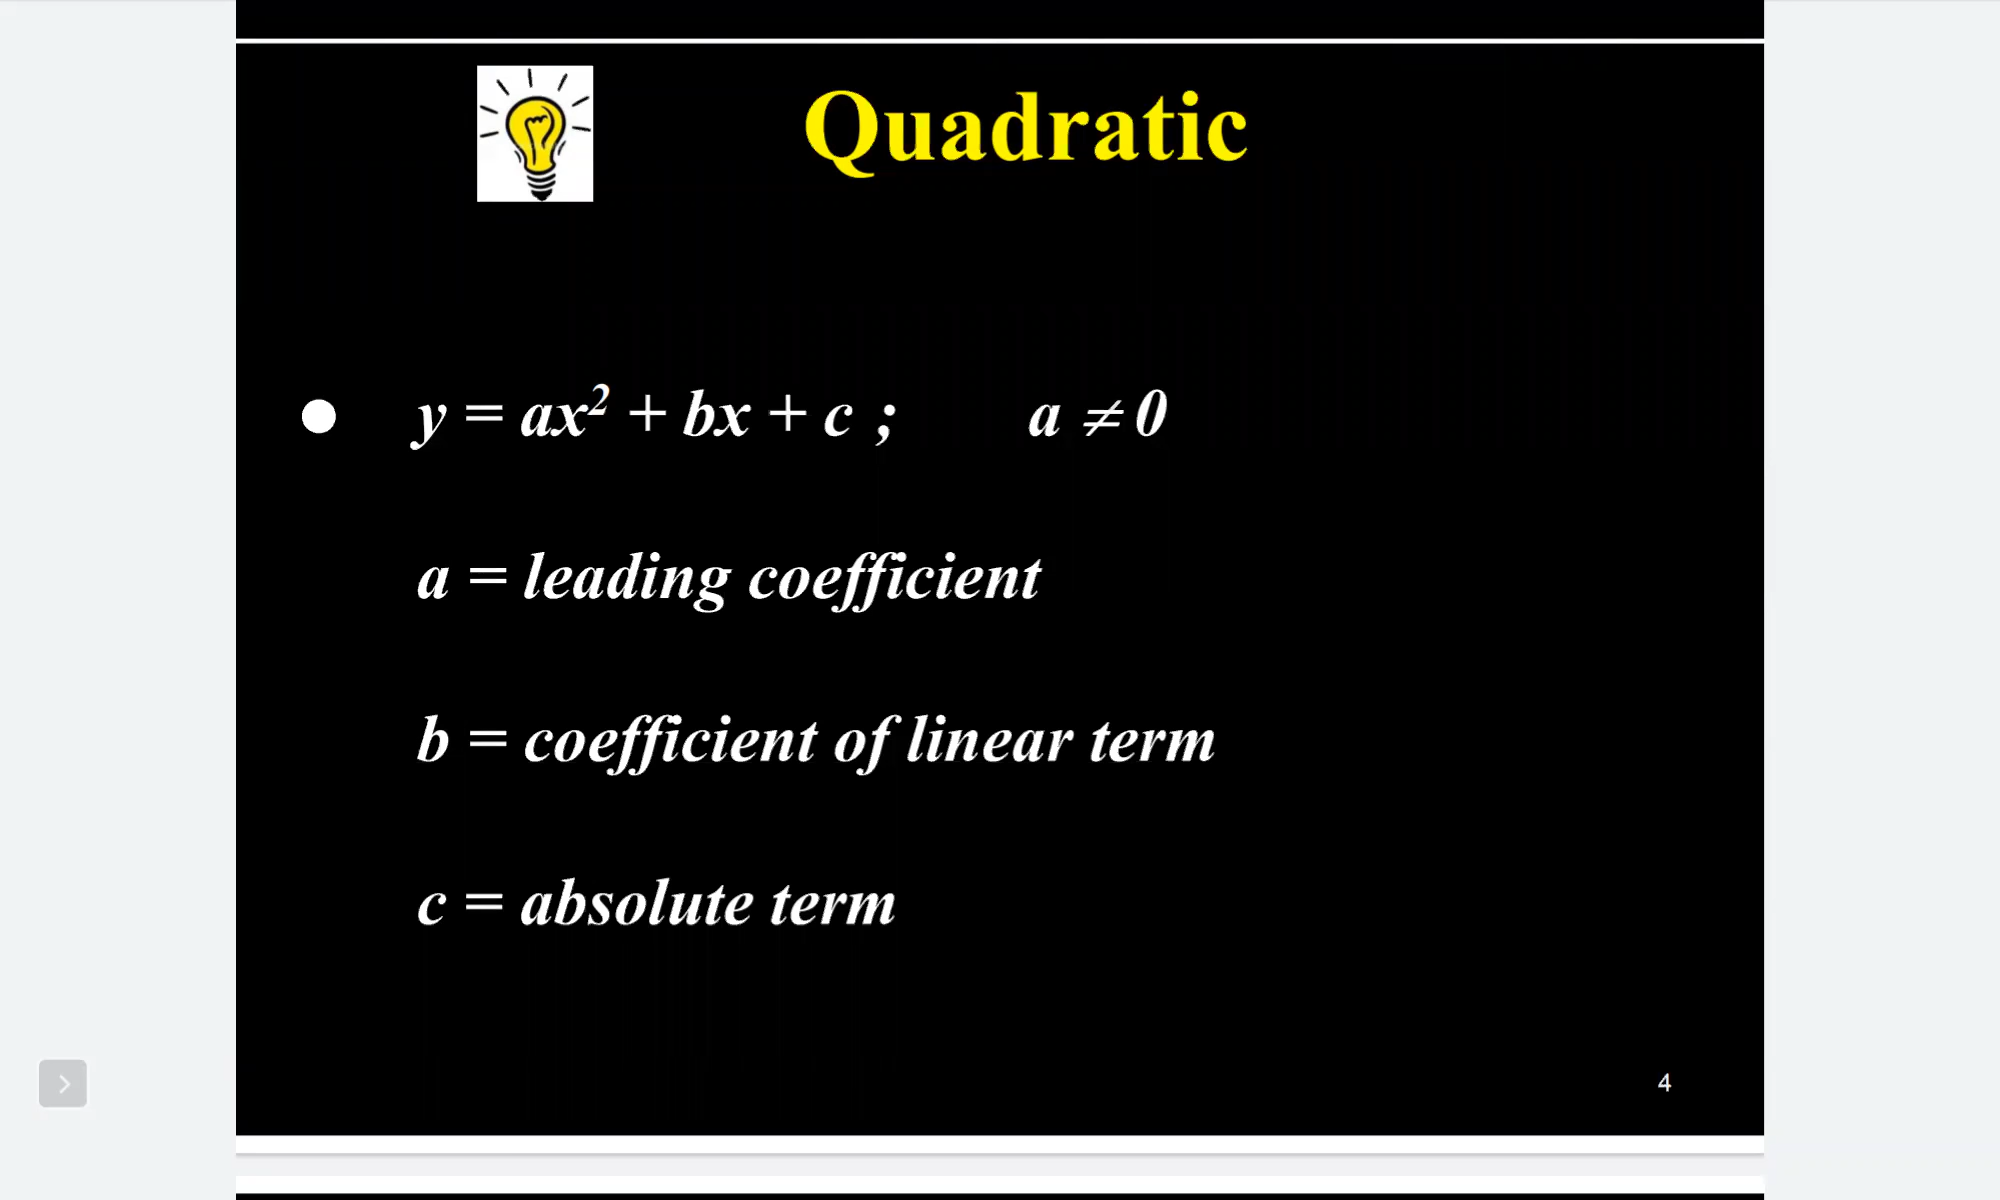 Quadratic
● y = ax² + bx + c ; a ≠ 0
a = leading coefficient
b = coefficient of linear term
c = absolute term
4